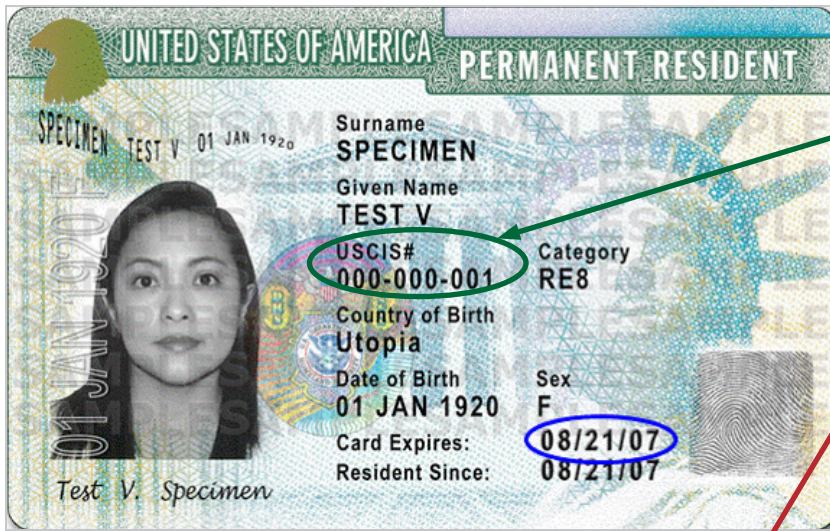 UNITED STATES OF AMERICA
PERMANENT RESIDENT
SPECIMEN TEST V 01 JAN 1920
Surname
SPECIMEN
Given Name
TEST V
USCIS#
000-000-001
Category
RE8
Country of Birth
Utopia
Date of Birth
01 JAN 1920
Sex
F
Card Expires: 08/21/07
Resident Since: 08/21/07
01 JAN 1920 F
Test V. Specimen